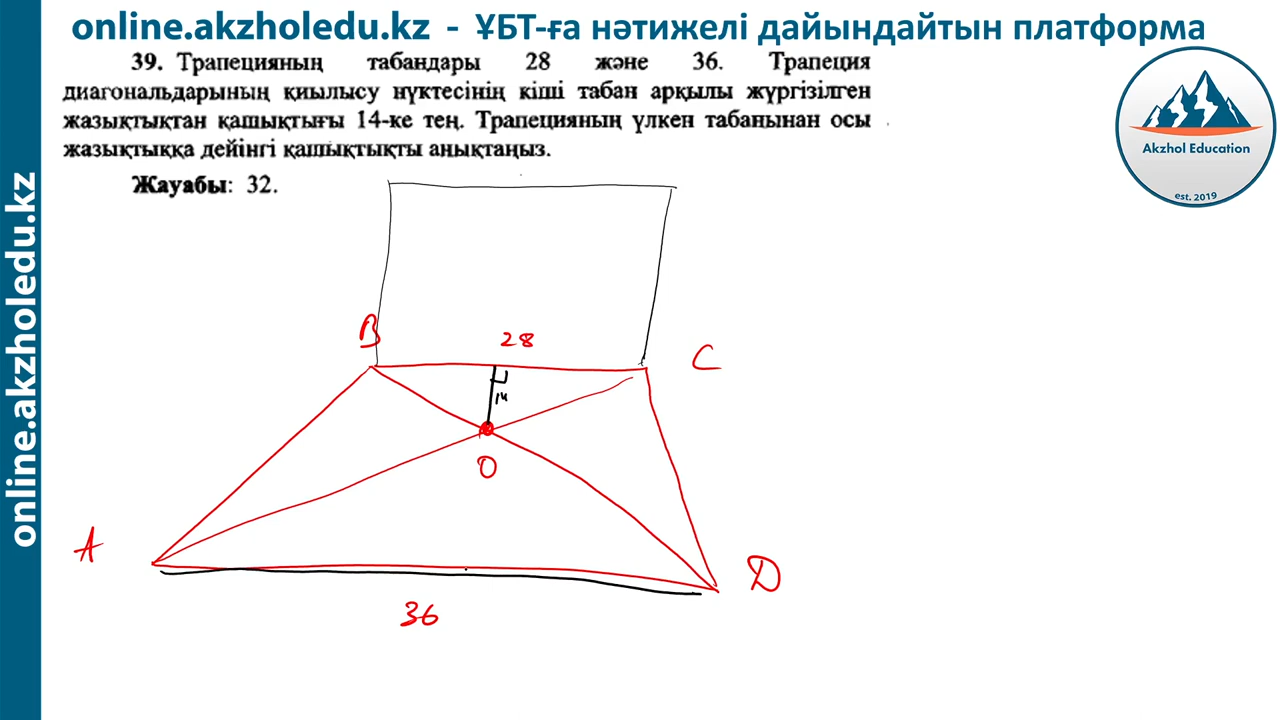 online.akzholedu.kz - ҰБТ-ға нәтижелі дайындайтын платформа
39. Трапецияның табандары 28 және 36. Трапеция
диагональдарының қиылысу нүктесінің кіші табан арқылы жүргізілген
жазықтықтан қашықтығы 14-ке тең. Трапецияның үлкен табанынан осы
жазықтыққа дейінгі қашықтықты анықтаңыз.
Жауабы: 32.
Akzhol Education
est. 2019
online.akzholedu.kz
B
28
C
14
O
A
D
36